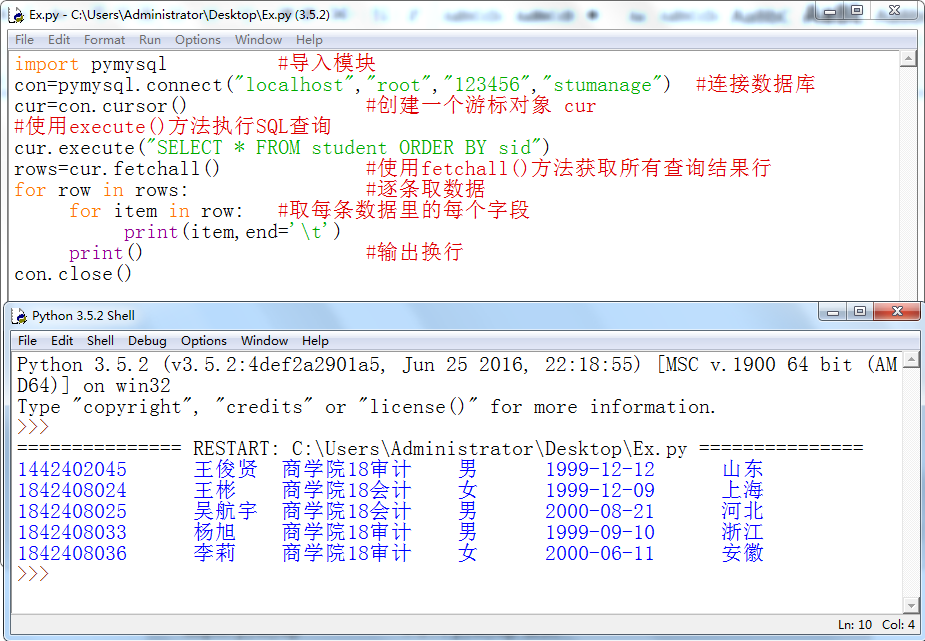 Ex.py - C:\Users\Administrator\Desktop\Ex.py (3.5.2)
File Edit Format Run Options Window Help
import pymysql #导入模块
con=pymysql.connect("localhost","root","123456","stumanage") #连接数据库
cur=con.cursor() #创建一个游标对象 cur
#使用execute()方法执行SQL查询
cur.execute("SELECT * FROM student ORDER BY sid")
rows=cur.fetchall() #使用fetchall()方法获取所有查询结果行
for row in rows: #逐条取数据
for item in row: #取每条数据里的每个字段
print(item,end='\t')
print() #输出换行
con.close()
Python 3.5.2 Shell
File Edit Shell Debug Options Window Help
Python 3.5.2 (v3.5.2:4def2a2901a5, Jun 25 2016, 22:18:55) [MSC v.1900 64 bit (AM
D64)] on win32
Type "copyright", "credits" or "license()" for more information.
>>>
=============== RESTART: C:\Users\Administrator\Desktop\Ex.py ===============
1442402045 王俊贤 商学院18审计 男 1999-12-12 山东
1842408024 王彬 商学院18会计 女 1999-12-09 上海
1842408025 吴航宇 商学院18会计 男 2000-08-21 河北
1842408033 杨旭 商学院18审计 男 1999-09-10 浙江
1842408036 李莉 商学院18审计 女 2000-06-11 安徽
>>>
Ln: 10 Col: 4